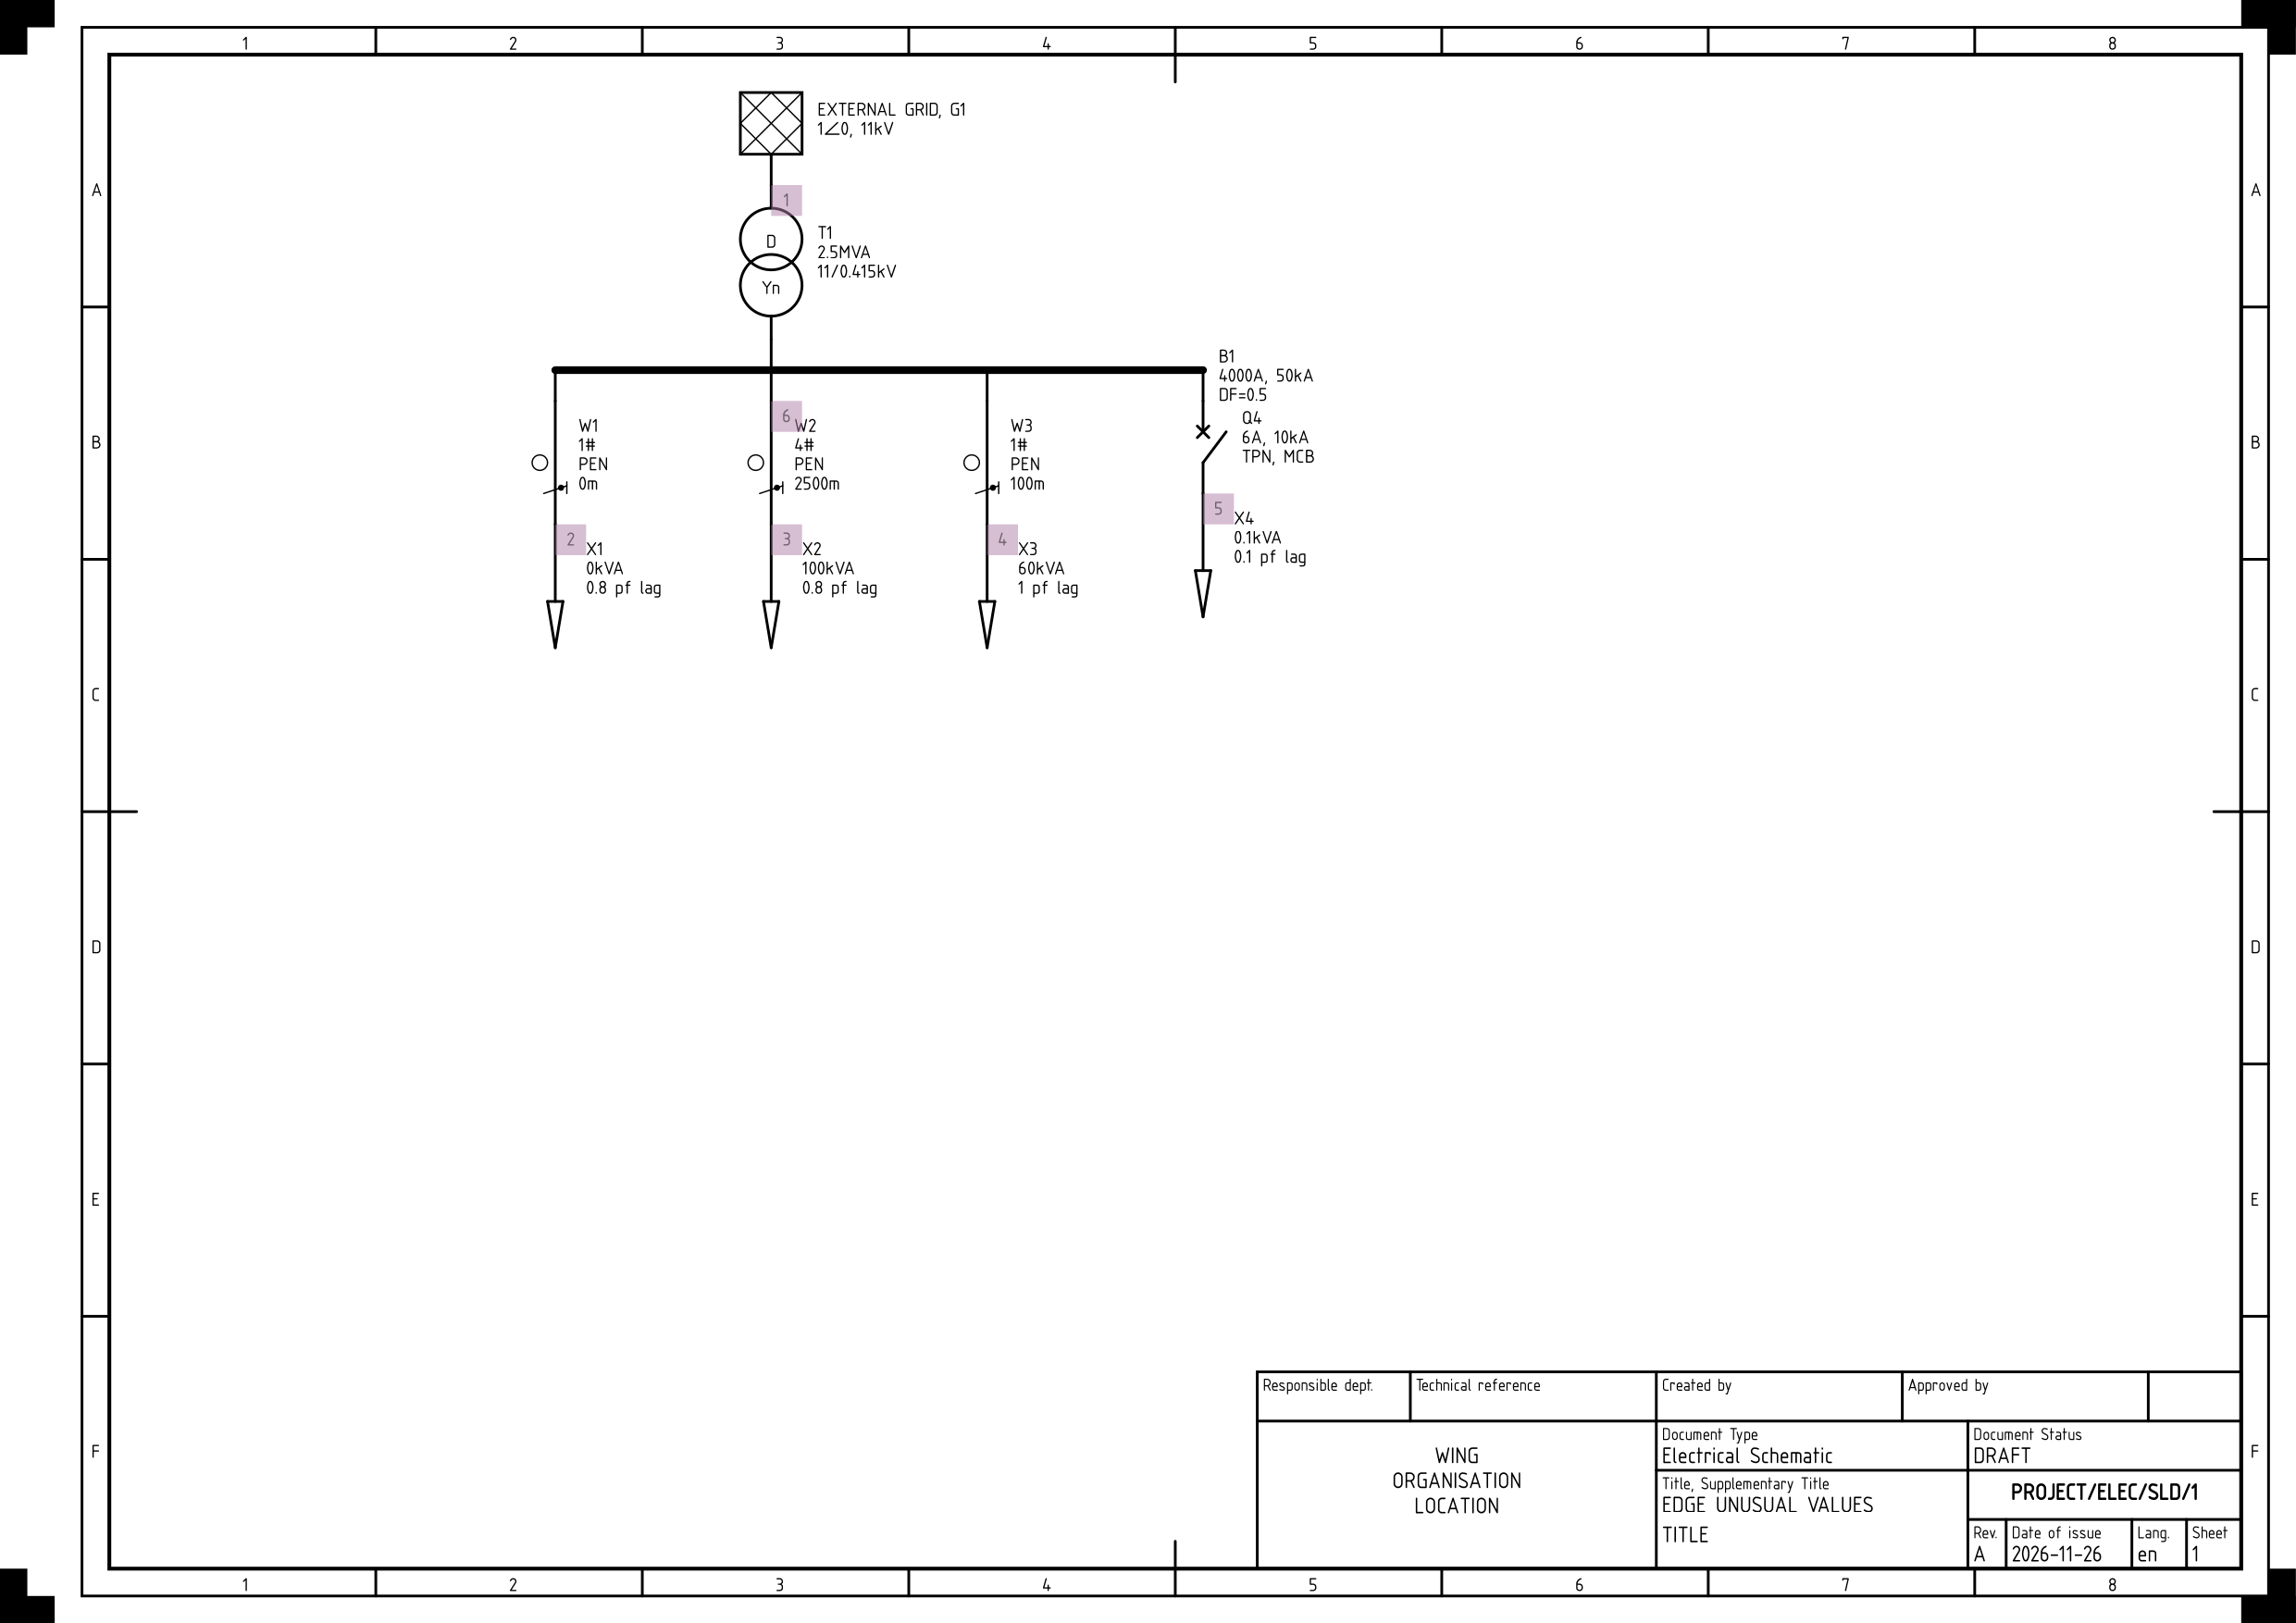 1 2 3 4 5 6 7 8
EXTERNAL GRID, G1
1∠0, 11kV
A
A
1
D
Yn
T1
2.5MVA
11/0.415kV
B1
4000A, 50kA
DF=0.5
B
B
W1
1#
PEN
0m
6
W2
4#
PEN
2500m
W3
1#
PEN
100m
Q4
6A, 10kA
TPN, MCB
2
X1
0kVA
0.8 pf lag
3
X2
100kVA
0.8 pf lag
4
X3
60kVA
1 pf lag
5
X4
0.1kVA
0.1 pf lag
C
C
D
D
E
E
F
F
Responsible dept.
Technical reference
Created by
Approved by
WING
ORGANISATION
LOCATION
Document Type
Electrical Schematic
Document Status
DRAFT
Title, Supplementary Title
EDGE UNUSUAL VALUES
TITLE
PROJECT/ELEC/SLD/1
Rev.
A
Date of issue
2026-11-26
Lang.
en
Sheet
1
1 2 3 4 5 6 7 8